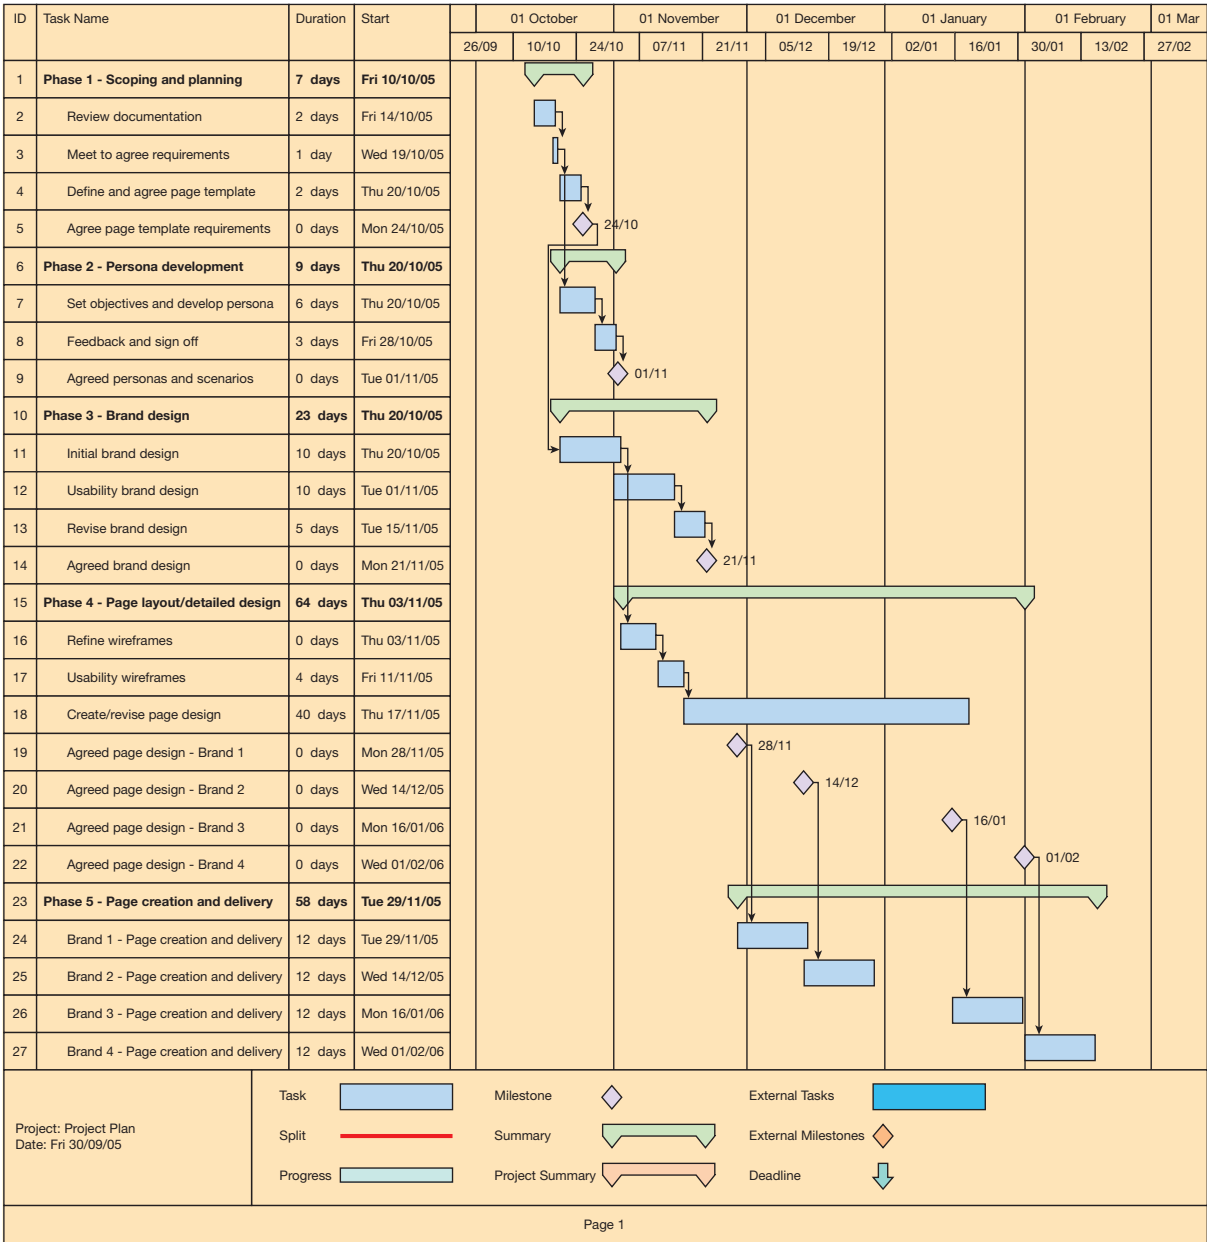 ID Task Name Duration Start 01 October 01 November 01 December 01 January 01 February 01 Mar
26/09 10/10 24/10 07/11 21/11 05/12 19/12 02/01 16/01 30/01 13/02 27/02
1 Phase 1 - Scoping and planning 7 days Fri 10/10/05
2 Review documentation 2 days Fri 14/10/05
3 Meet to agree requirements 1 day Wed 19/10/05
4 Define and agree page template 2 days Thu 20/10/05
5 Agree page template requirements 0 days Mon 24/10/05 24/10
6 Phase 2 - Persona development 9 days Thu 20/10/05
7 Set objectives and develop persona 6 days Thu 20/10/05
8 Feedback and sign off 3 days Fri 28/10/05
9 Agreed personas and scenarios 0 days Tue 01/11/05 01/11
10 Phase 3 - Brand design 23 days Thu 20/10/05
11 Initial brand design 10 days Thu 20/10/05
12 Usability brand design 10 days Tue 01/11/05
13 Revise brand design 5 days Tue 15/11/05
14 Agreed brand design 0 days Mon 21/11/05 21/11
15 Phase 4 - Page layout/detailed design 64 days Thu 03/11/05
16 Refine wireframes 0 days Thu 03/11/05
17 Usability wireframes 4 days Fri 11/11/05
18 Create/revise page design 40 days Thu 17/11/05
19 Agreed page design - Brand 1 0 days Mon 28/11/05 28/11
20 Agreed page design - Brand 2 0 days Wed 14/12/05 14/12
21 Agreed page design - Brand 3 0 days Mon 16/01/06 16/01
22 Agreed page design - Brand 4 0 days Wed 01/02/06 01/02
23 Phase 5 - Page creation and delivery 58 days Tue 29/11/05
24 Brand 1 - Page creation and delivery 12 days Tue 29/11/05
25 Brand 2 - Page creation and delivery 12 days Wed 14/12/05
26 Brand 3 - Page creation and delivery 12 days Mon 16/01/06
27 Brand 4 - Page creation and delivery 12 days Wed 01/02/06
Project: Project Plan
Date: Fri 30/09/05
Task Milestone External Tasks
Split Summary External Milestones
Progress Project Summary Deadline
Page 1